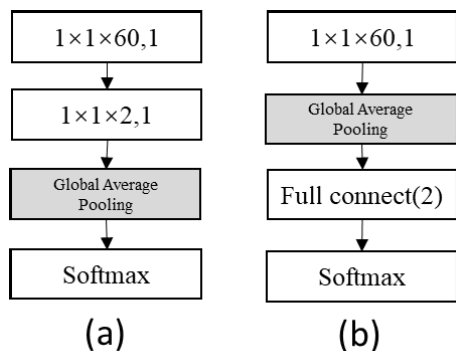 1×1×60,1
1×1×2,1
Global Average
Pooling
Softmax
(a)
1×1×60,1
Global Average
Pooling
Full connect(2)
Softmax
(b)